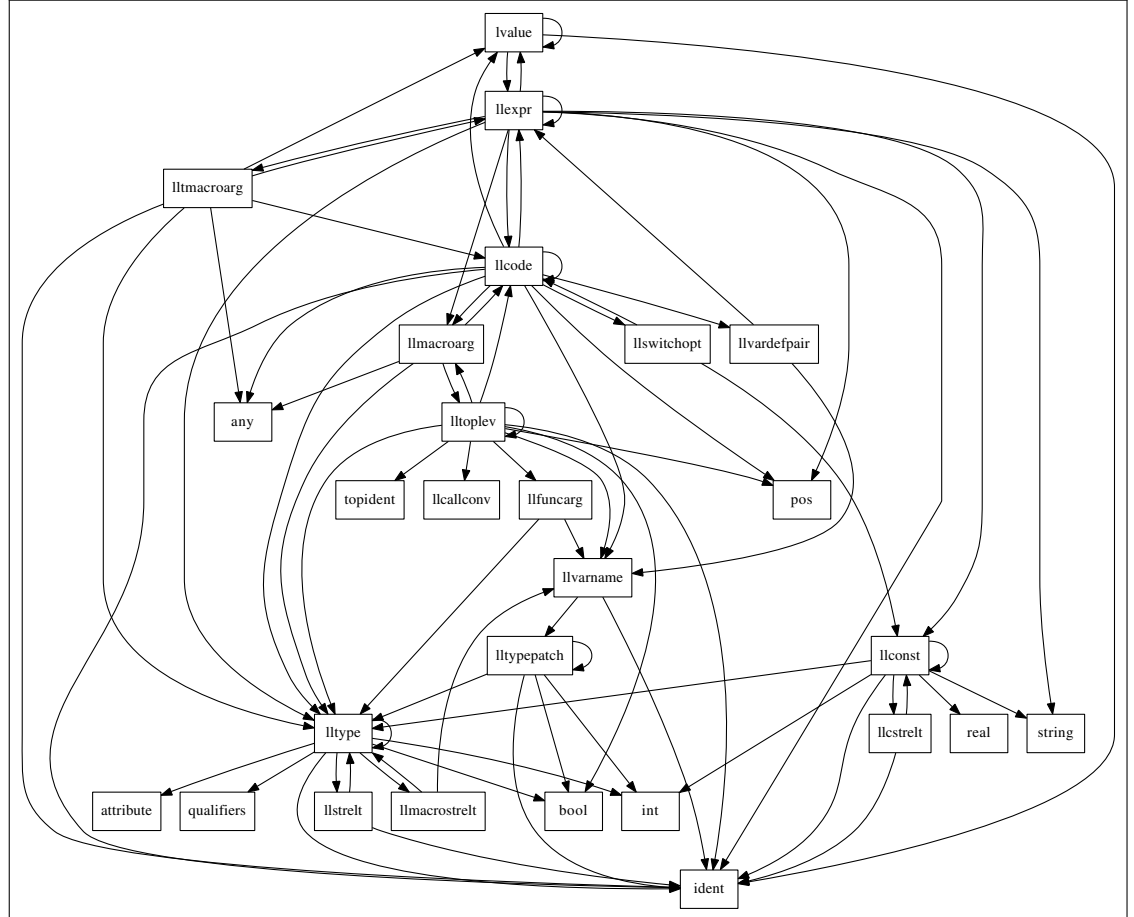 lvalue
llexpr
lltmacroarg
llcode
llmacroarg
llswitchopt
llvardefpair
any
lltoplev
topident
llcallconv
llfuncarg
pos
llvarname
lltypepatch
llconst
lltype
llcstrelt
real
string
attribute
qualifiers
llstrelt
llmacrostrelt
bool
int
ident